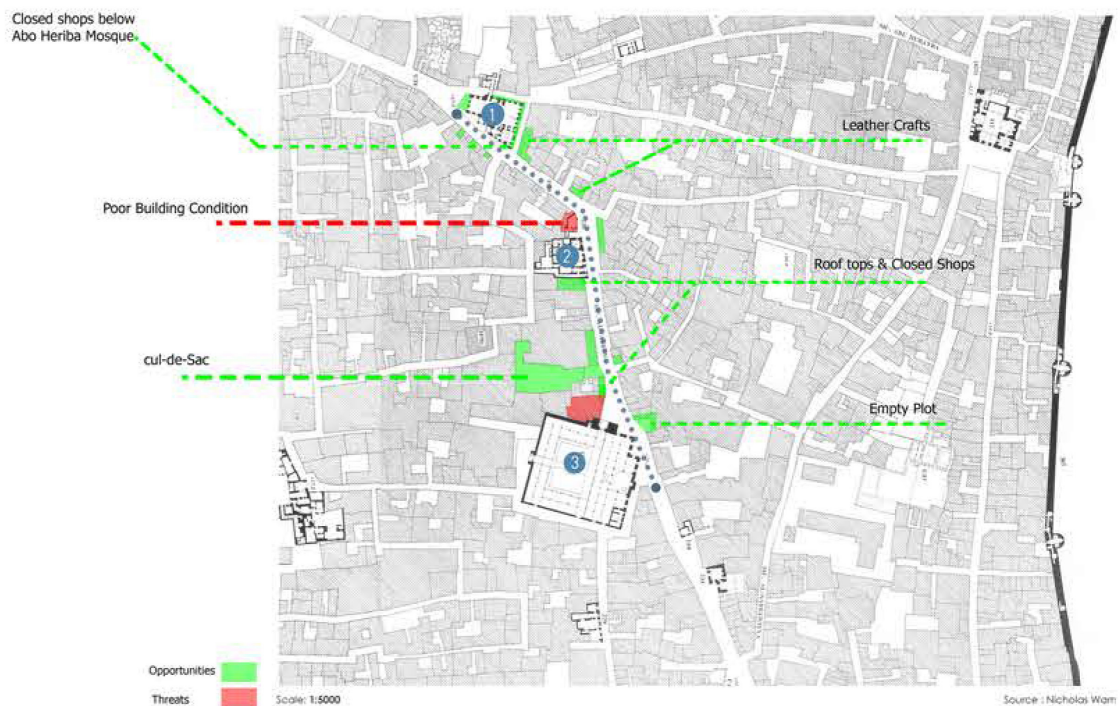 Closed shops below
Abo Heriba Mosque
Leather Crafts
Poor Building Condition
Roof tops & Closed Shops
cul-de-Sac
Empty Plot
1
2
3
Opportunities
Threats
Scale: 1:5000
Source : Nicholas Warn